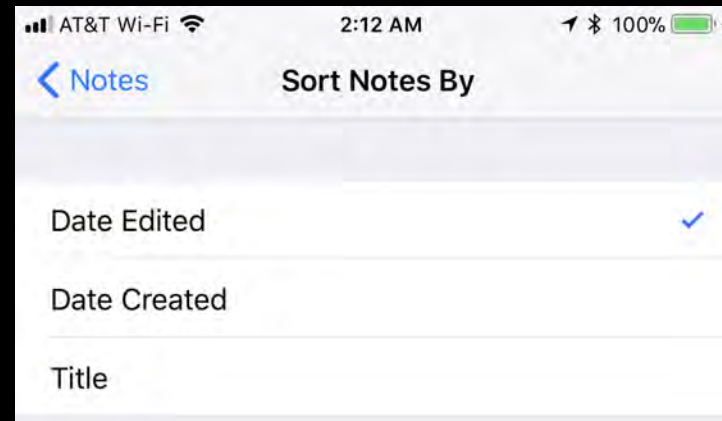 AT&T Wi-Fi 2:12 AM 100%
Notes Sort Notes By
Date Edited
Date Created
Title